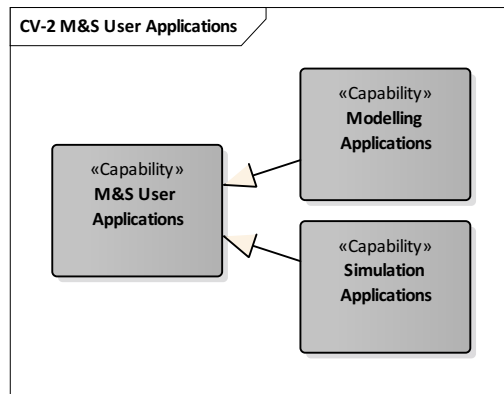 CV-2 M&S User Applications
«Capability»
Modelling
Applications
«Capability»
M&S User
Applications
«Capability»
Simulation
Applications